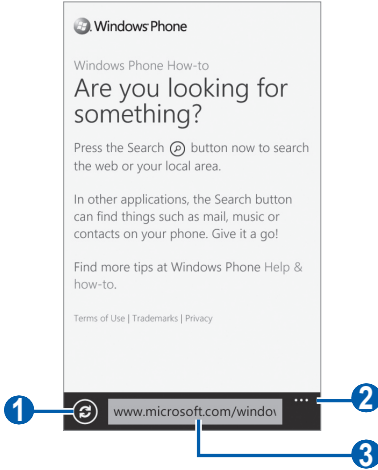 Windows Phone
Windows Phone How-to
Are you looking for
something?
Press the Search button now to search
the web or your local area.
In other applications, the Search button
can find things such as mail, music or
contacts on your phone. Give it a go!
Find more tips at Windows Phone Help &
how-to.
Terms of Use | Trademarks | Privacy
1
www.microsoft.com/window
...
2
3